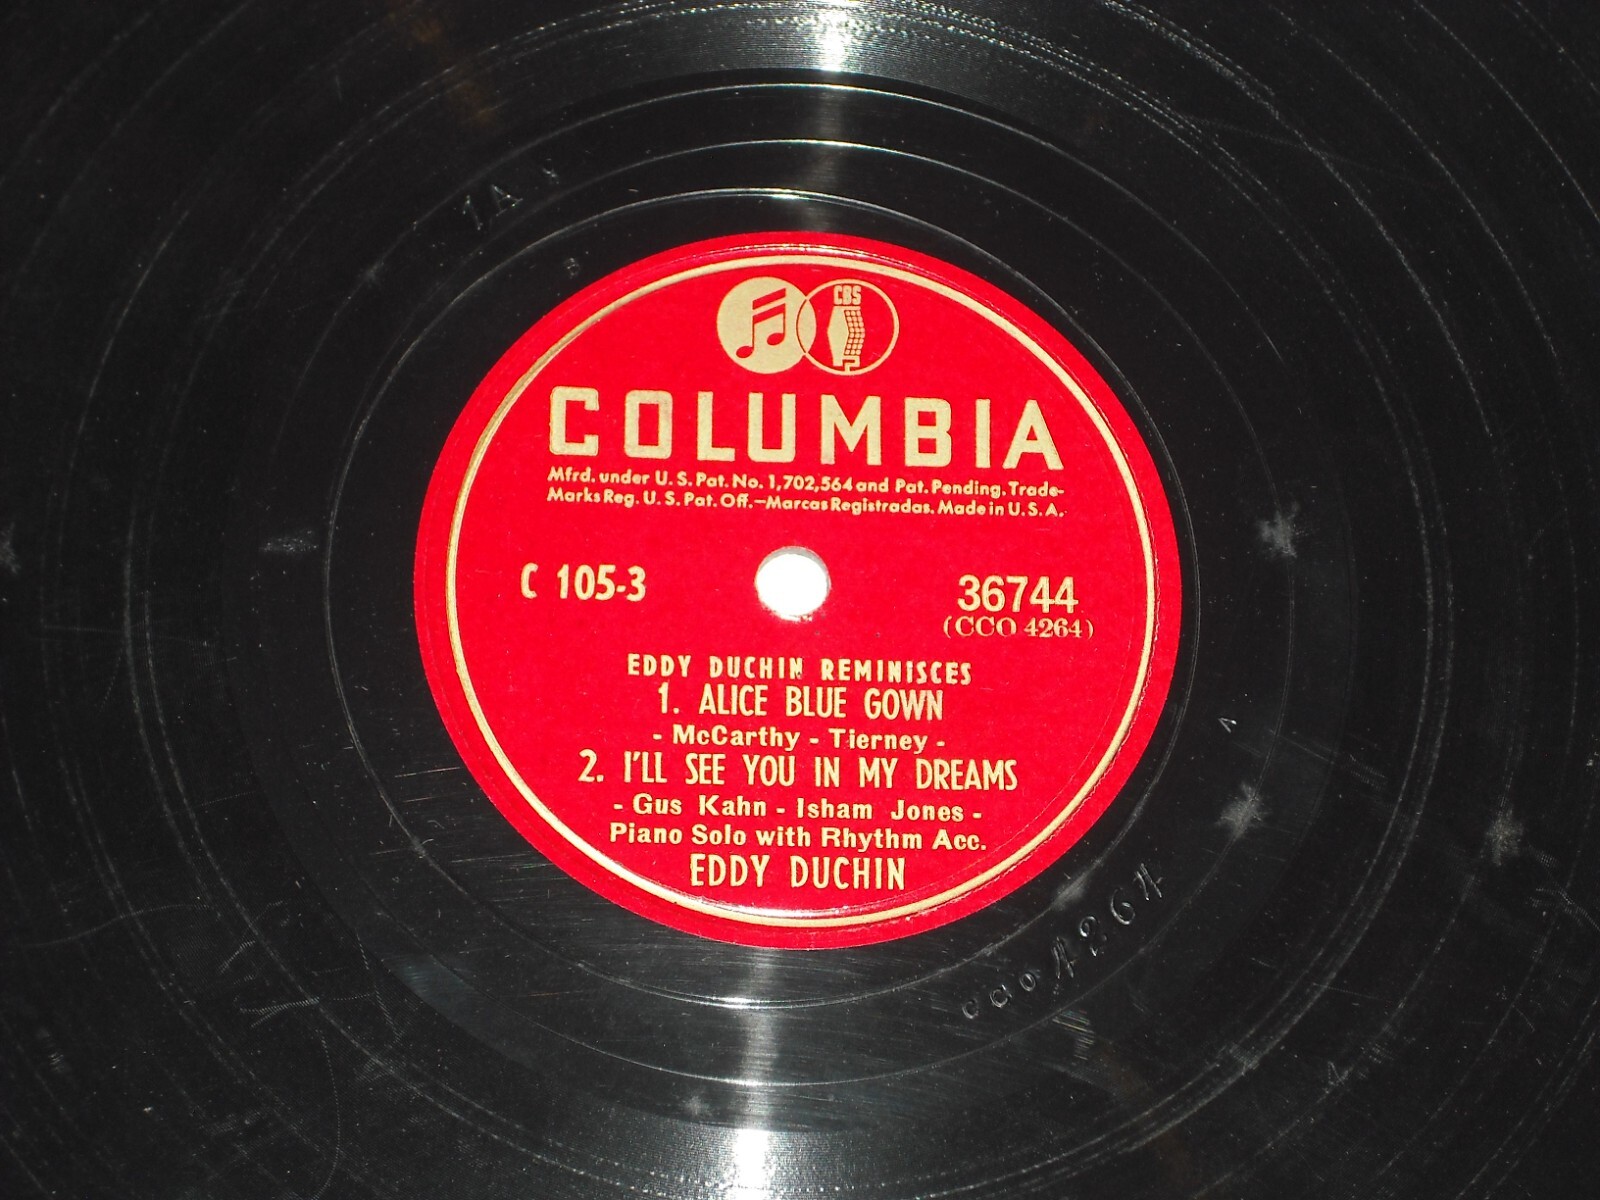 1A
CBS
COLUMBIA
Mfrd. under U. S. Pat. No. 1,702,564 and Pat. Pending. Trade-
Marks Reg. U. S. Pat. Off.—Marcas Registradas. Made in U. S. A.
C 105-3
36744
(CCO 4264)
EDDY DUCHIN REMINISCES
1. ALICE BLUE GOWN
- McCarthy - Tierney -
2. I'LL SEE YOU IN MY DREAMS
- Gus Kahn - Isham Jones -
Piano Solo with Rhythm Acc.
EDDY DUCHIN
cco4264